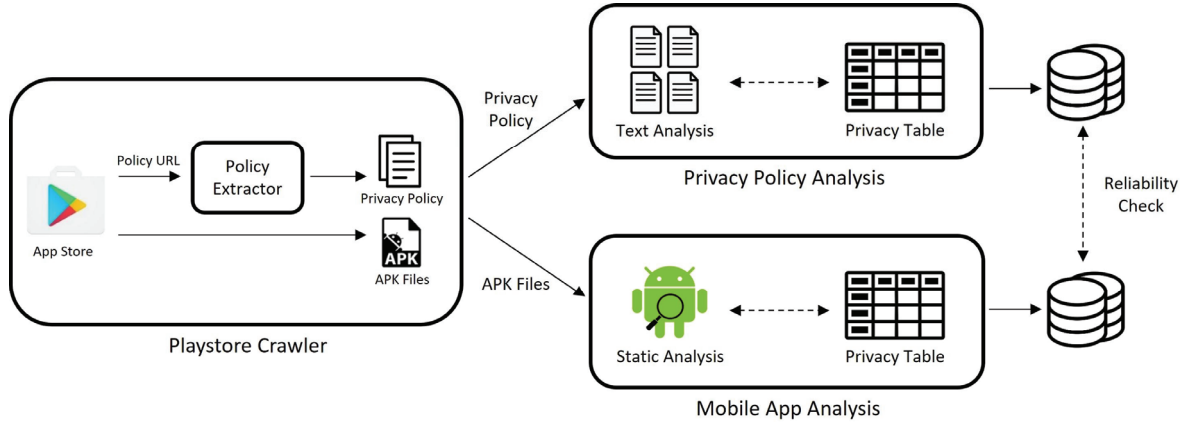 Policy URL
Policy
Extractor
Privacy Policy
App Store
APK
APK Files
Playstore Crawler
Privacy
Policy
APK Files
Text Analysis
Privacy Table
Privacy Policy Analysis
Static Analysis
Privacy Table
Mobile App Analysis
Reliability
Check